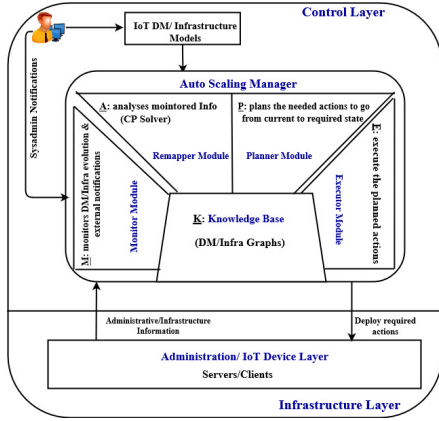 Control Layer
IoT DM/ Infrastructure
Models
Sysadmin Notifications
Auto Scaling Manager
A: analyses mointored Info
(CP Solver)
P: plans the needed actions to go
from current to required state
Remapper Module
Planner Module
M: monitors DM/Infra evolution &
external notifications
Monitor Module
K: Knowledge Base
(DM/Infra Graphs)
Executor Module
E: execute the planned actions
Administrative/Infrastructure
Information
Deploy required
actions
Administration/ IoT Device Layer
Servers/Clients
Infrastructure Layer